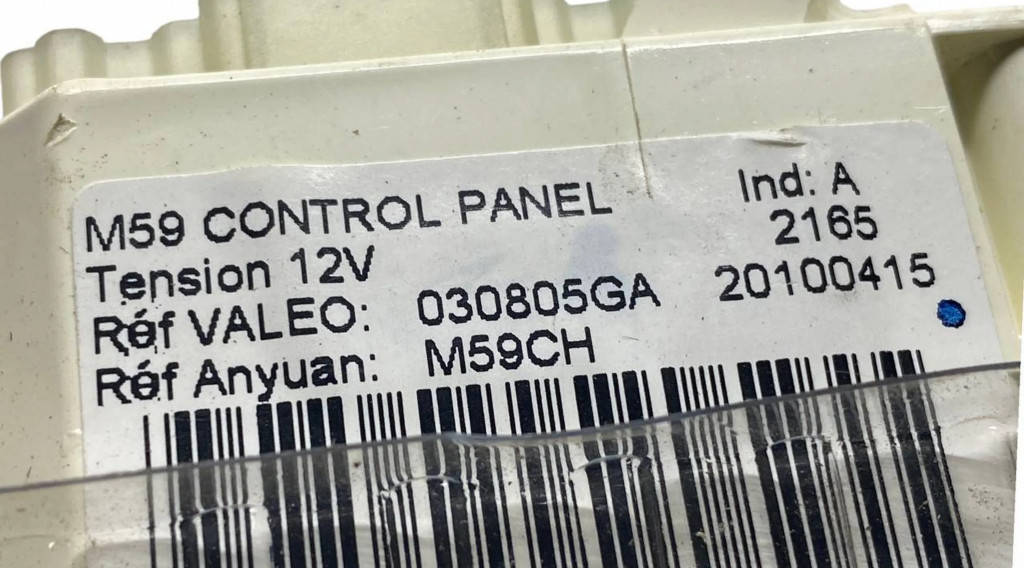 M59 CONTROL PANEL Ind: A
Tension 12V 2165
Réf VALEO: 030805GA 20100415
Réf Anyuan: M59CH